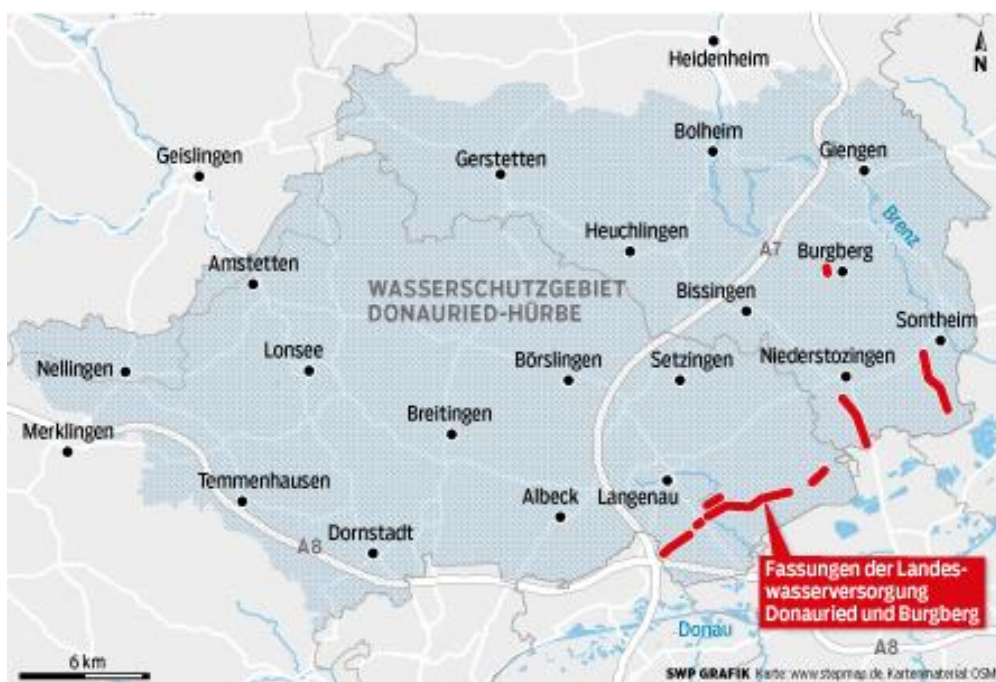 Heidenheim
N
Bolheim
Geislingen
Gerstetten
Giengen
Brenz
Heuchlingen
A7
Burgberg
Amstetten
WASSERSCHUTZGEBIET
DONAURIED-HÜRBE
Bissingen
Sontheim
Lonsee
Nellingen
Börslingen
Setzingen
Niederstozingen
Breitingen
Merklingen
Temmenhausen
Albeck
Langenau
Dornstadt
A8
Fassungen der Landes-
wasserversorgung
Donauried und Burgberg
Donau
A8
6 km
SWP GRAFIK Karte: www.stepmap.de, Kartenmaterial: OSM